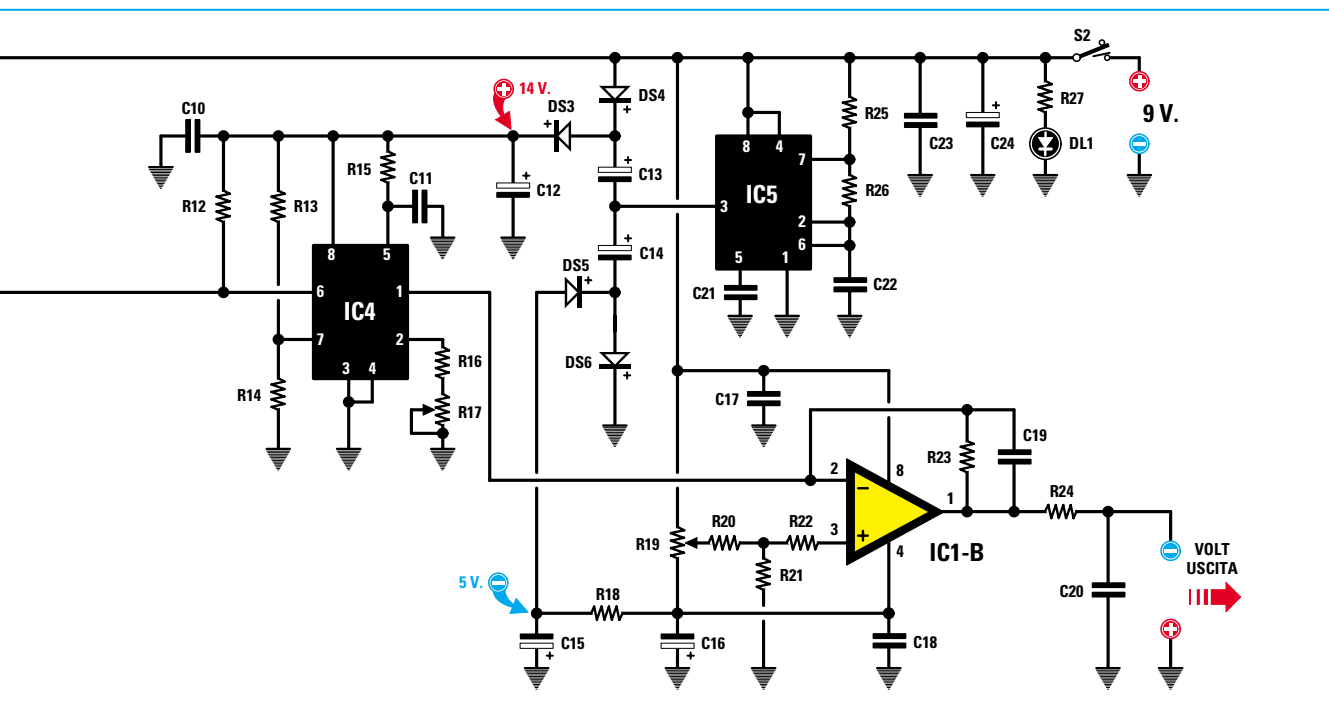 S2
R27
9 V.
DL1
14 V.
DS3
DS4
C10
R15
C11
R12
R13
C12
C13
8 4
7
R25
R26
C23
C24
IC5
3
2
6
5 1
C21
C22
C14
DS5
8 5
6 1
IC4
7 2
3 4
R14
R16
R17
DS6
C17
C19
R23
R24
2
8
1
3
4
IC1-B
R19
R20
R22
R21
VOLT
USCITA
5 V.
R18
C15
C16
C18
C20